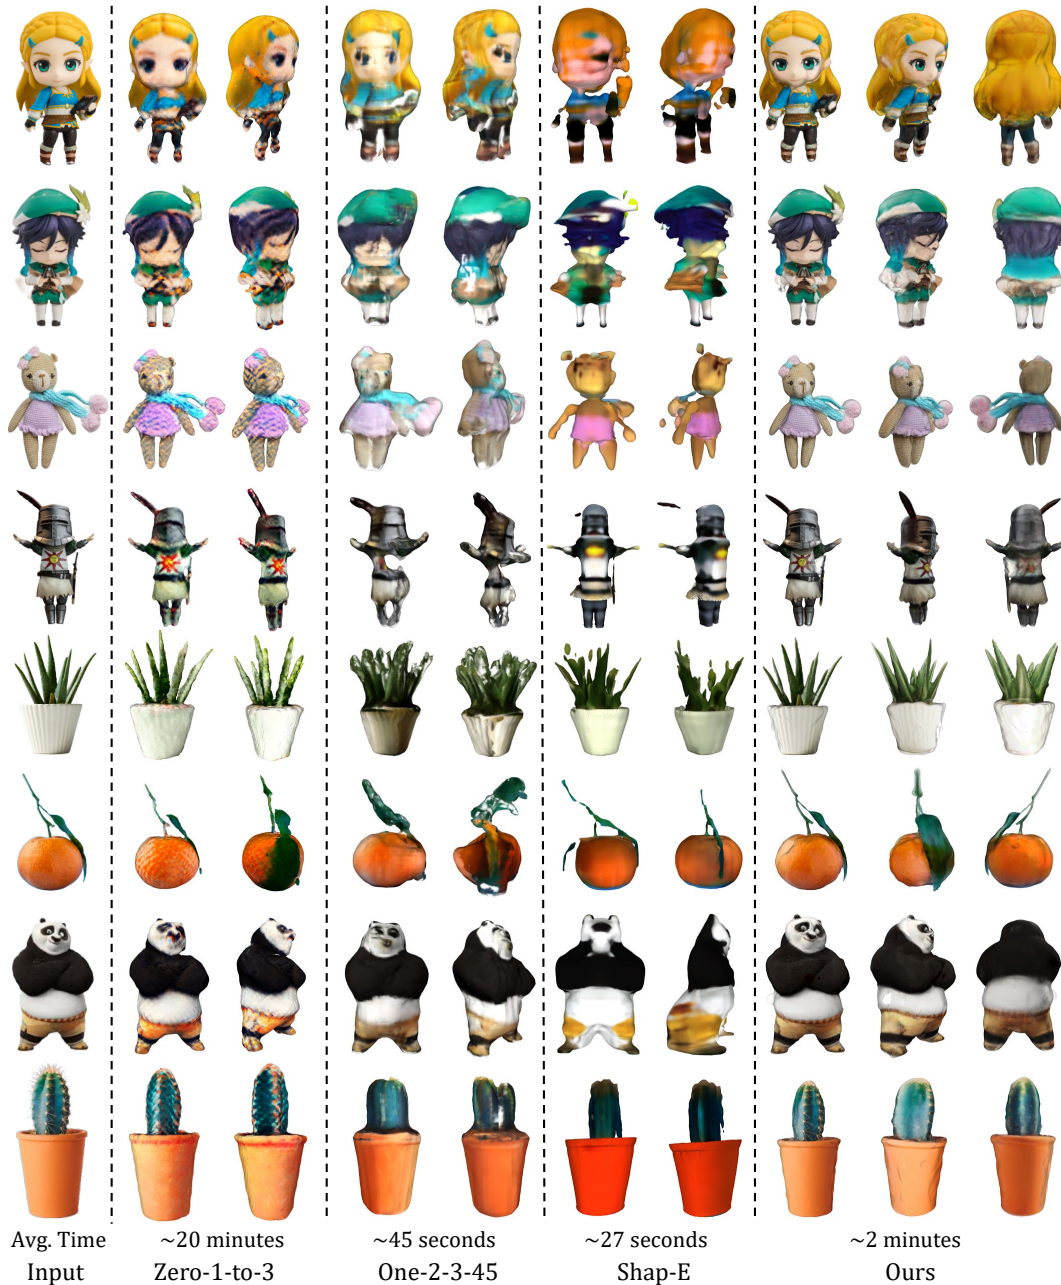 Avg. Time ~20 minutes ~45 seconds ~27 seconds ~2 minutes
Input Zero-1-to-3 One-2-3-45 Shap-E Ours